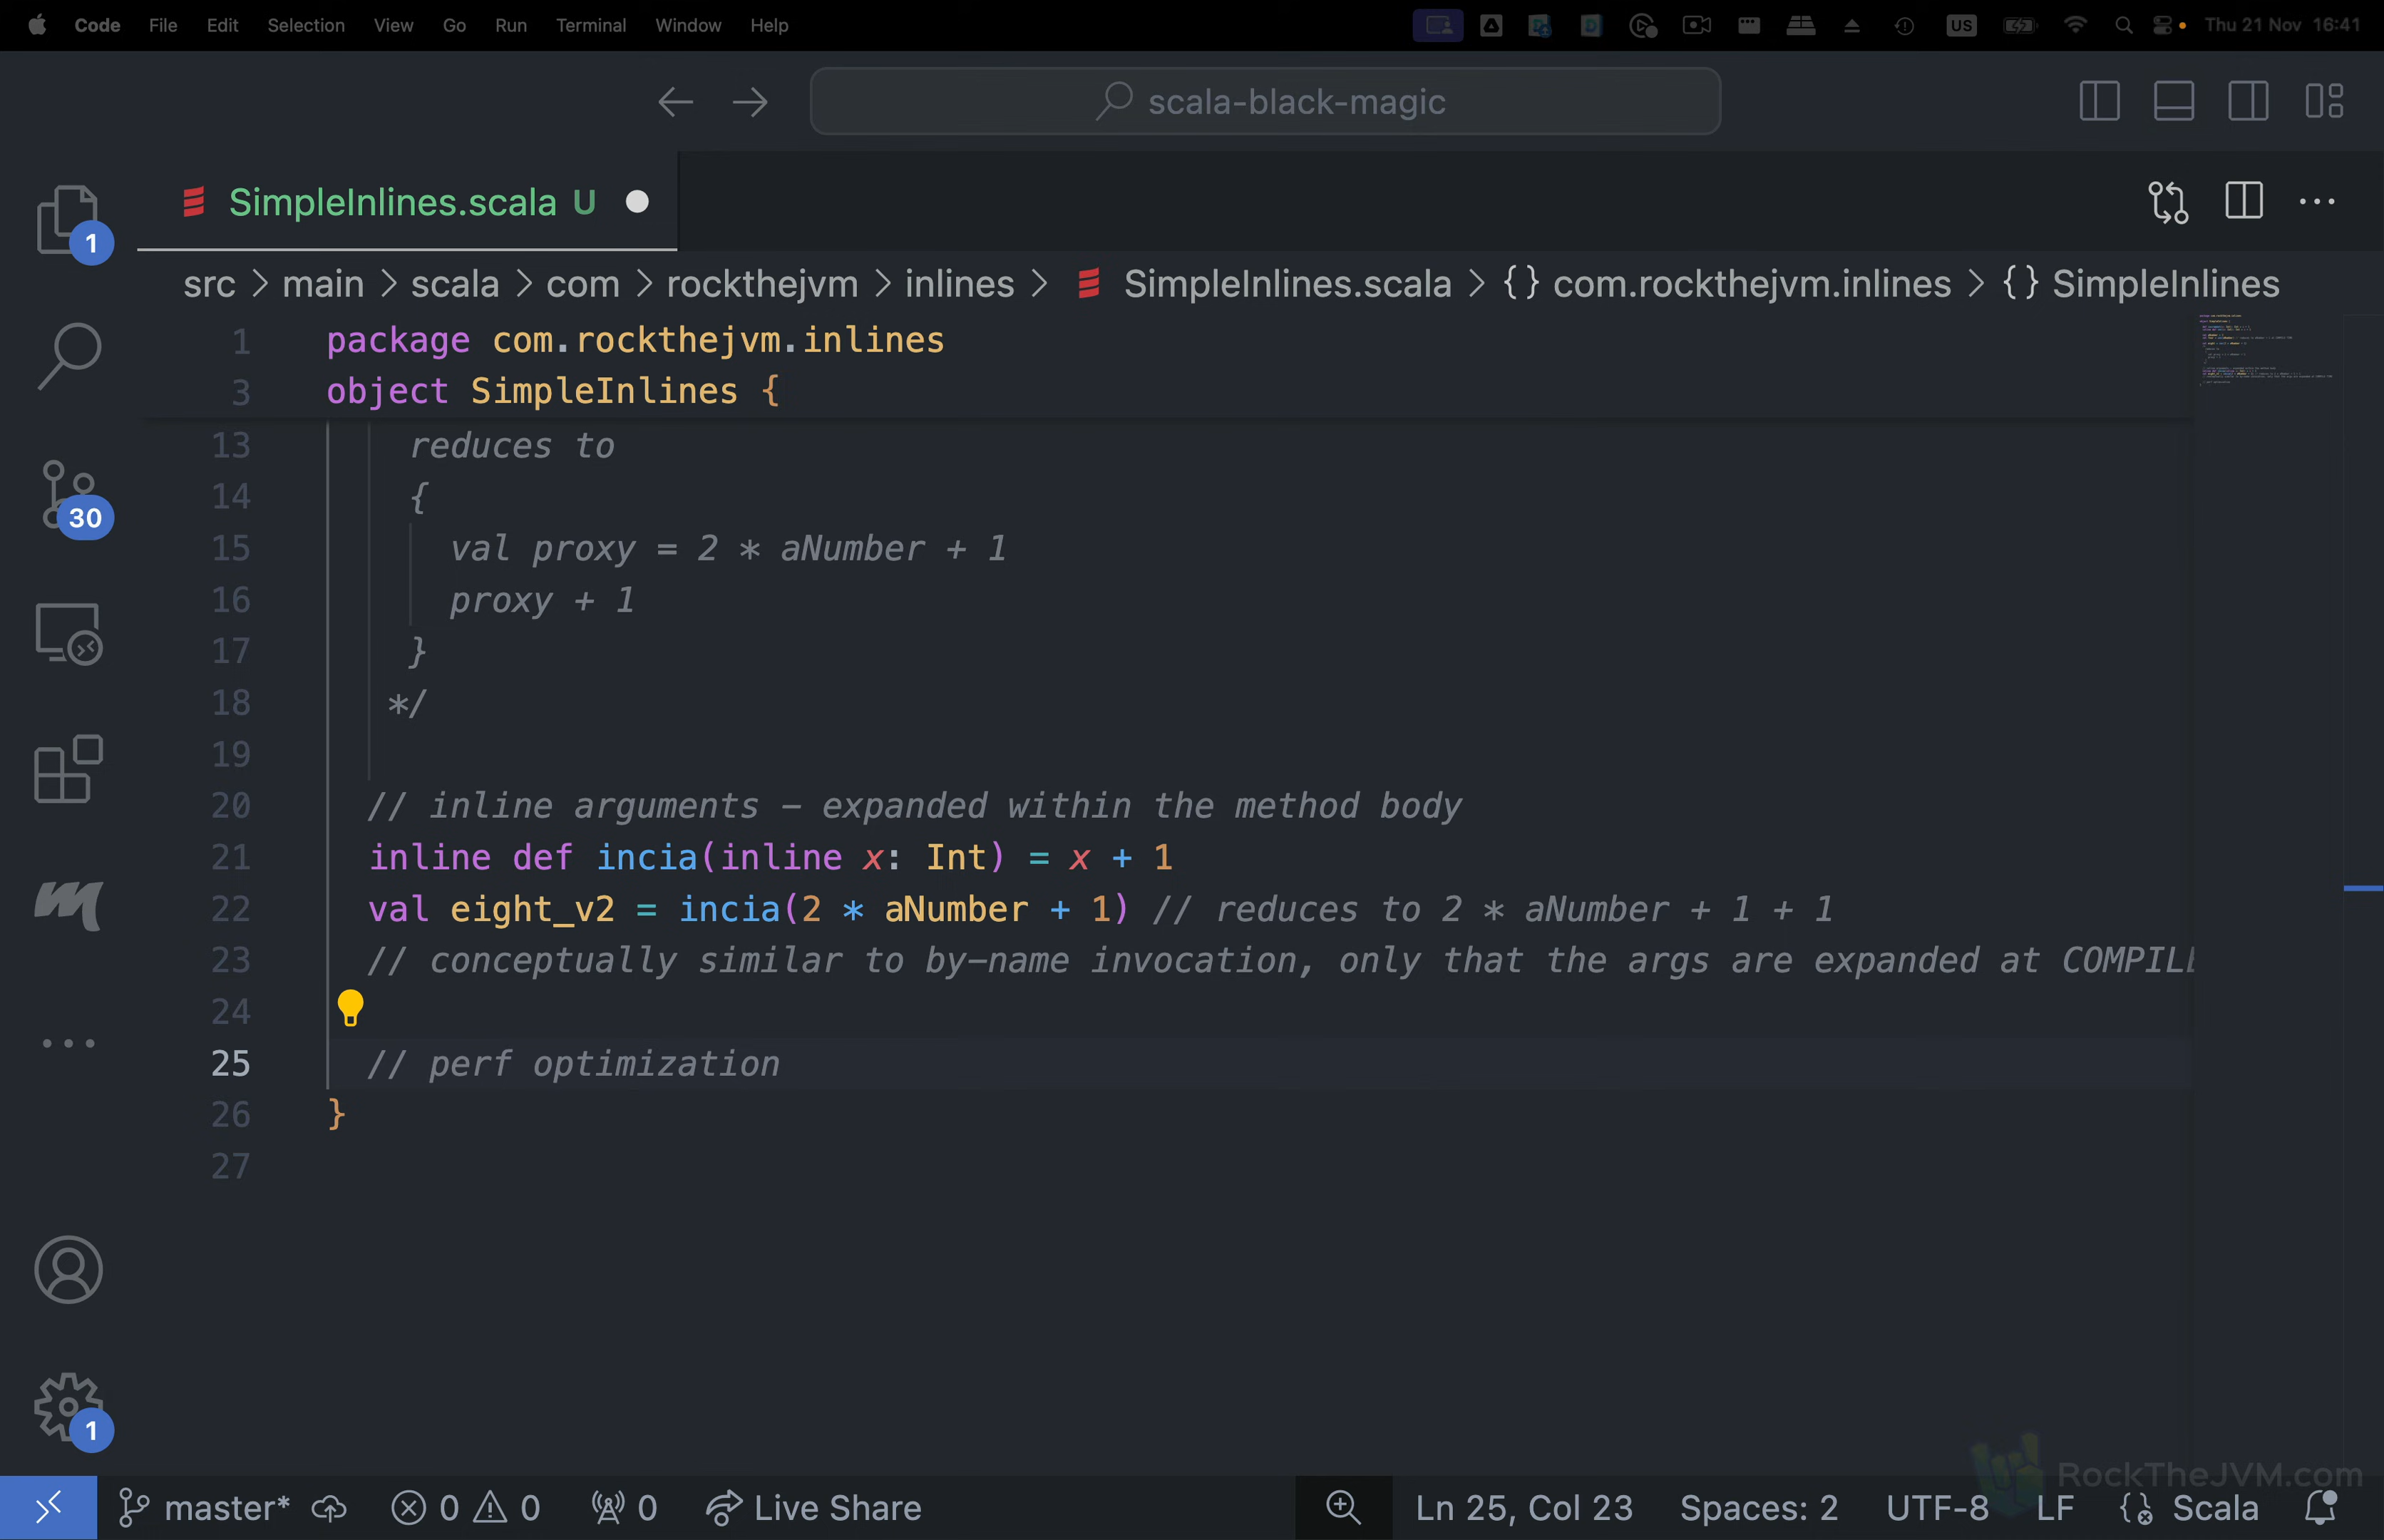 Code File Edit Selection View Go Run Terminal Window Help US Thu 21 Nov 16:41
scala-black-magic
SimpleInlines.scala U
src > main > scala > com > rockthejvm > inlines > SimpleInlines.scala > {} com.rockthejvm.inlines > {} SimpleInlines
1 package com.rockthejvm.inlines
3 object SimpleInlines {
13 reduces to
14 {
15 val proxy = 2 * aNumber + 1
16 proxy + 1
17 }
18 */
19
20 // inline arguments - expanded within the method body
21 inline def incia(inline x: Int) = x + 1
22 val eight_v2 = incia(2 * aNumber + 1) // reduces to 2 * aNumber + 1 + 1
23 // conceptually similar to by-name invocation, only that the args are expanded at COMPILE
24
25 // perf optimization
26 }
27
1
30
1
RockTheJVM.com
master* 0 0 0 Live Share Ln 25, Col 23 Spaces: 2 UTF-8 LF Scala